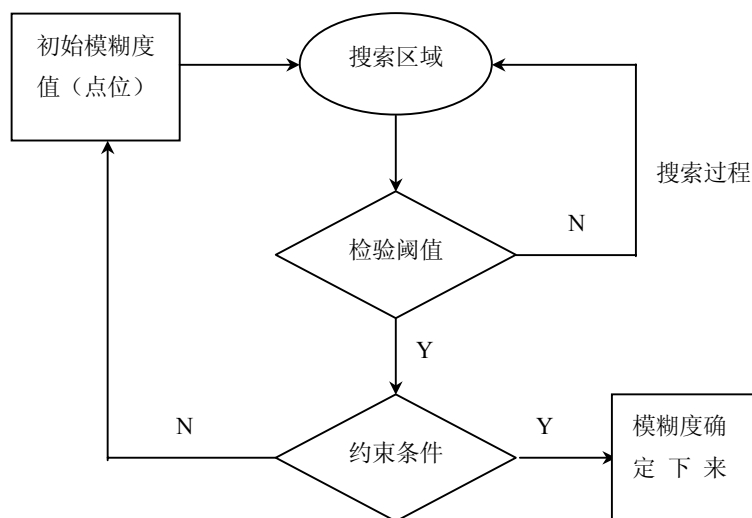 初始模糊度
值（点位）
搜索区域
搜索过程
检验阈值
N
Y
约束条件
N
Y
模糊度确
定 下 来